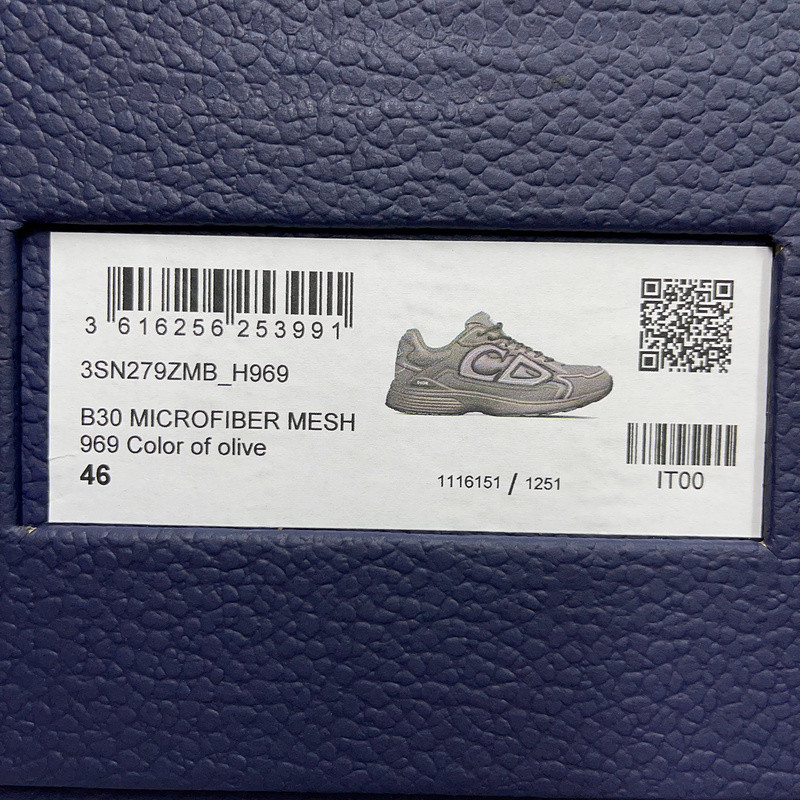 3 616256 253991
3SN279ZMB_H969
B30 MICROFIBER MESH
969 Color of olive
46
1116151 / 1251
IT00